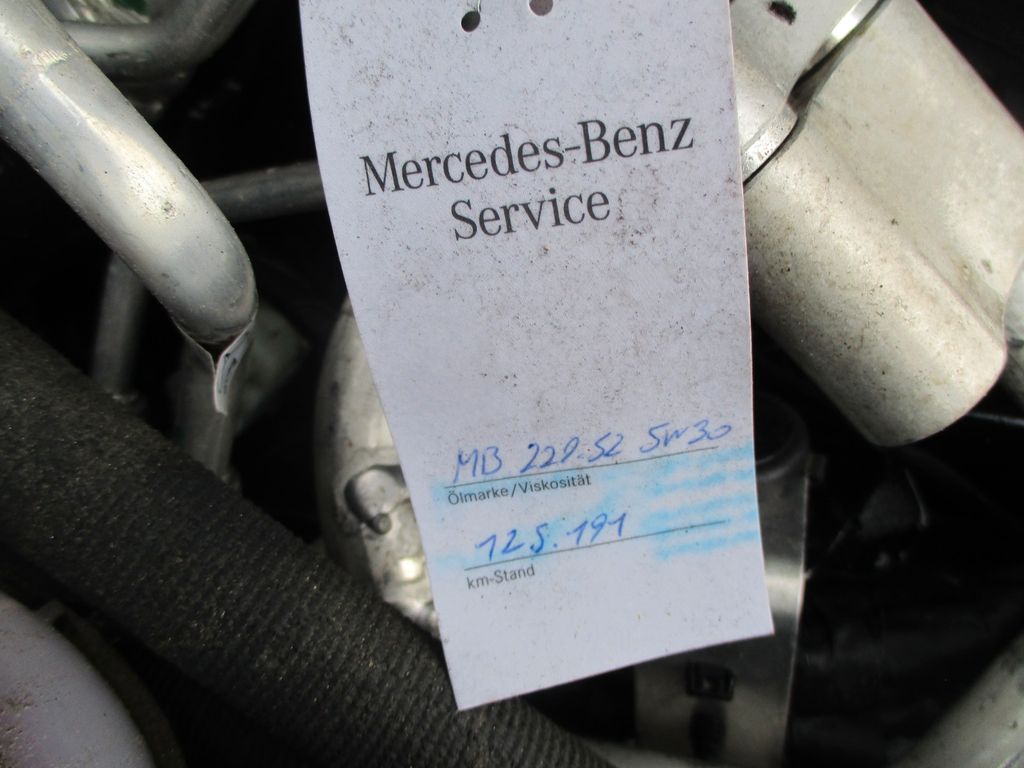 Mercedes-Benz
Service
MB 229.52 5W30
Ölmarke/Viskosität
125.191
km-Stand